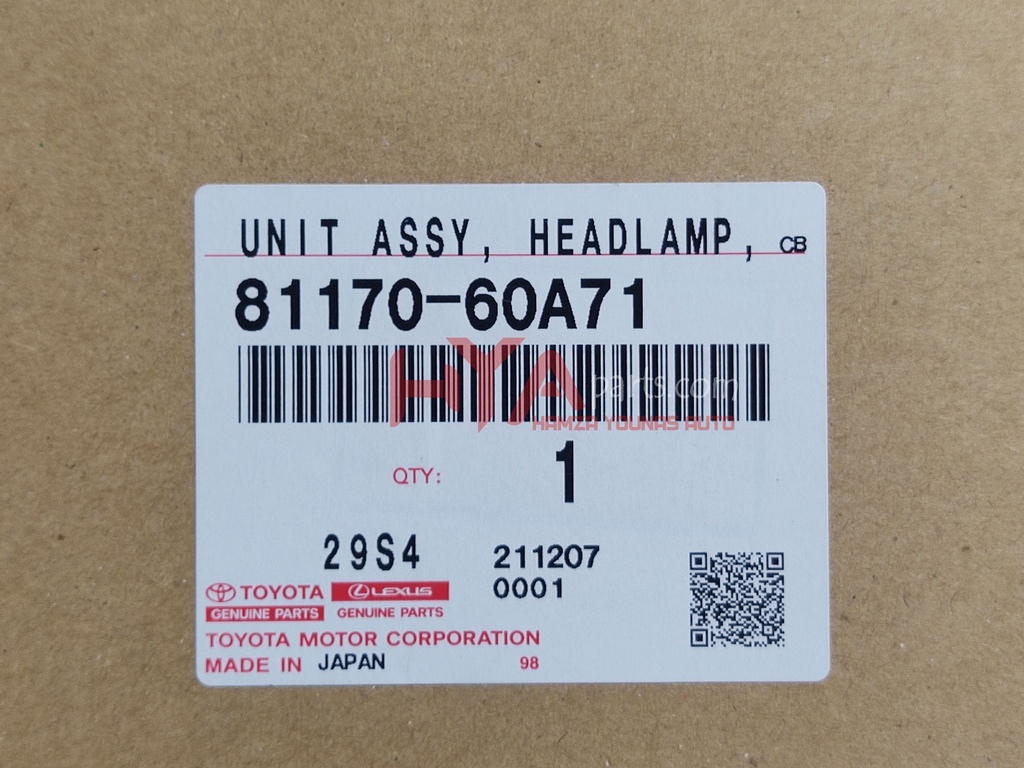 UNIT ASSY, HEADLAMP, CB
81170-60A71
HYA parts.com
HAMZA YOUNAS AUTO
QTY: 1
29S4 211207
0001
TOYOTA LEXUS
GENUINE PARTS GENUINE PARTS
TOYOTA MOTOR CORPORATION
MADE IN JAPAN 98